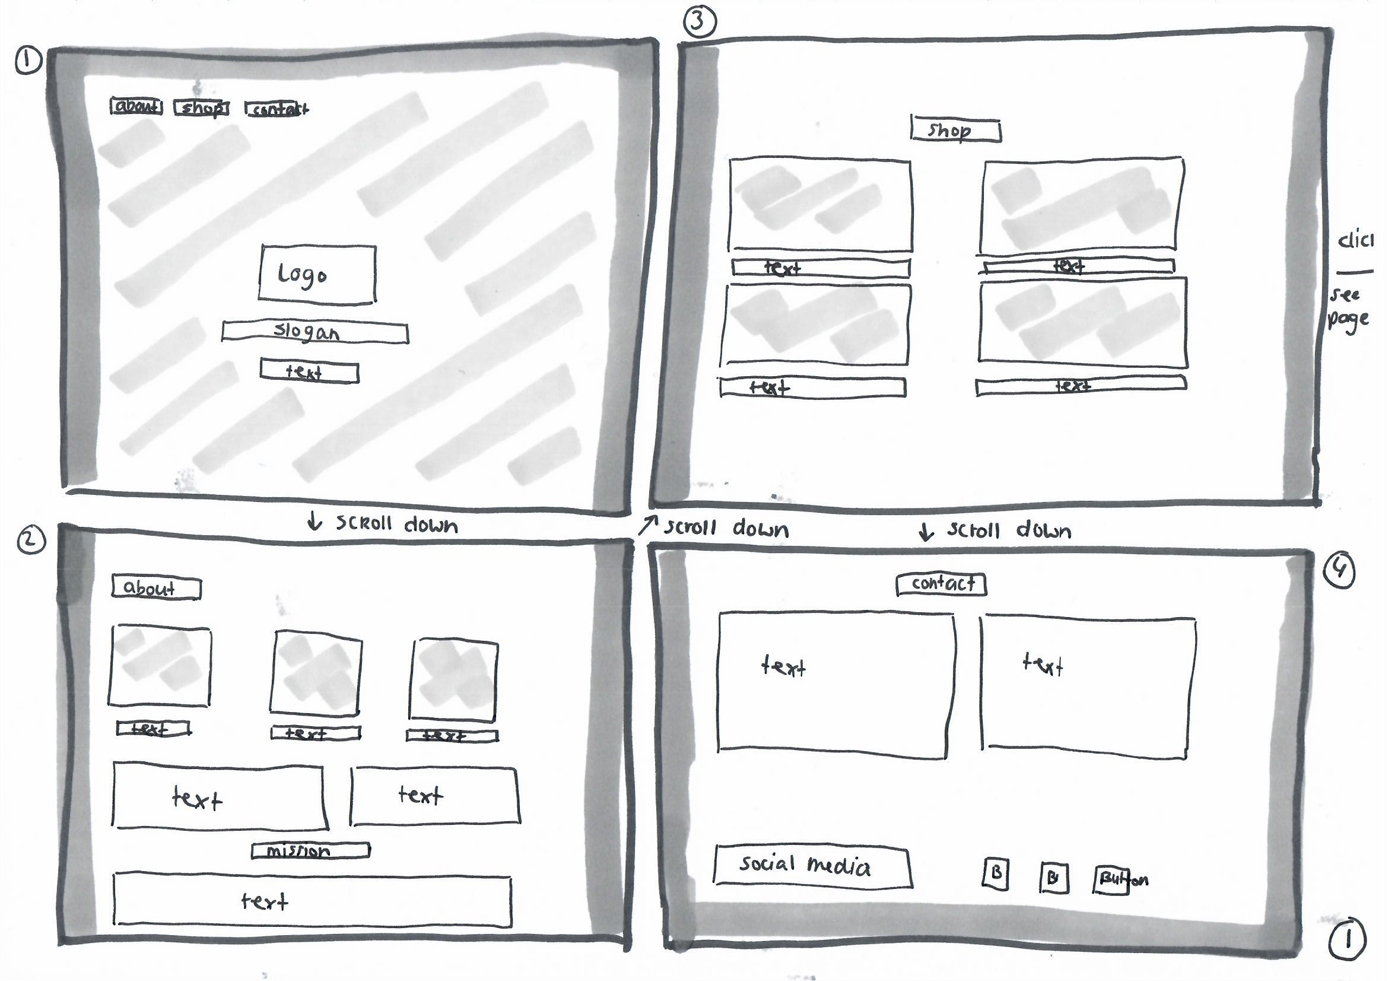 1
about shop contact
Logo
slogan
text
↓ scroll down
2
about
text text text
text text
mission
text
↗ scroll down
3
shop
text text
text text
see
page
↓ scroll down
4
contact
text text
social media B B Button
1